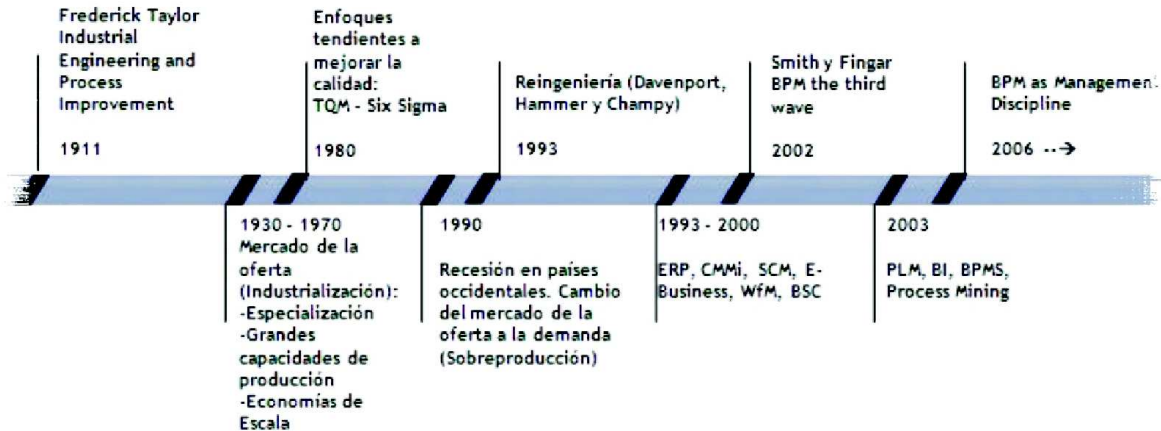 Frederick Taylor
Industrial
Engineering and
Process
Improvement
1911
1930 - 1970
Mercado de la
oferta
(Industrialización):
-Especialización
-Grandes
capacidades de
producción
-Economías de
Escala
Enfoques
tendientes a
mejorar la
calidad:
TQM - Six Sigma
1980
1990
Recesión en países
occidentales. Cambio
del mercado de la
oferta a la demanda
(Sobreproducción)
Reingeniería (Davenport,
Hammer y Champy)
1993
1993 - 2000
ERP, CMMi, SCM, E-
Business, WfM, BSC
Smith y Fingar
BPM the third
wave
2002
2003
PLM, BI, BPMS,
Process Mining
BPM as Managemen
Discipline
2006 --→